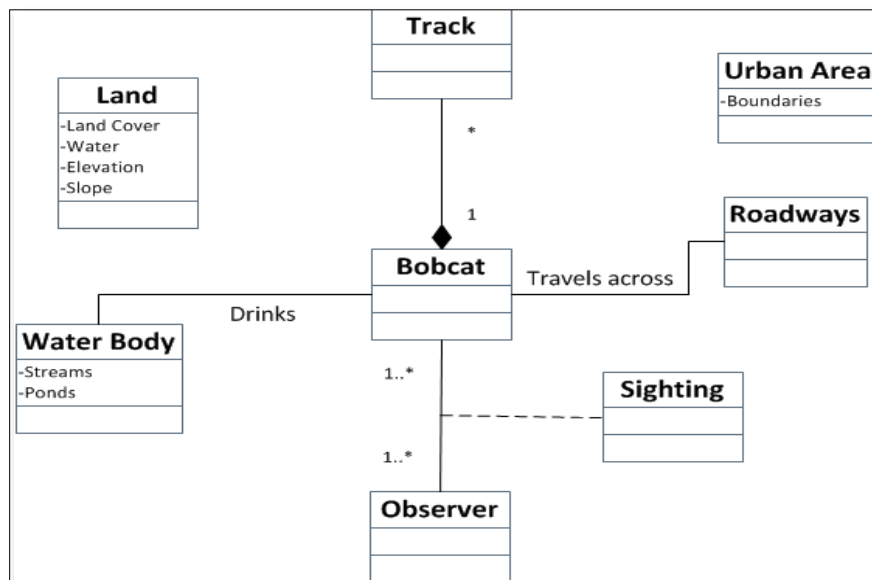 Track
Land
-Land Cover
-Water
-Elevation
-Slope
Urban Area
-Boundaries
*
1
Roadways
Bobcat
Travels across
Drinks
Water Body
-Streams
-Ponds
1..*
Sighting
1..*
Observer